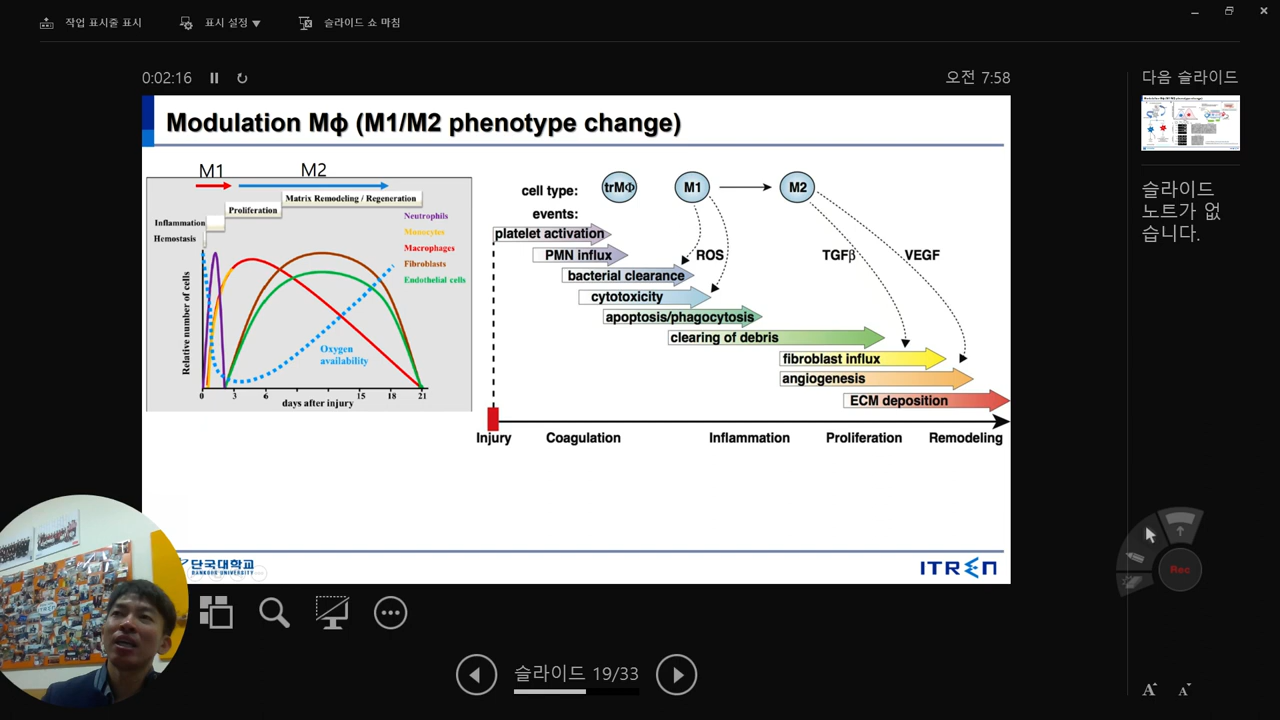 작업 표시줄 표시
표시 설정 ▼
슬라이드 쇼 마침
0:02:16
오전 7:58
다음 슬라이드
Modulation Mϕ (M1/M2 phenotype change)
M1
M2
Matrix Remodeling / Regeneration
Proliferation
Inflammation
Hemostasis
Neutrophils
Monocytes
Macrophages
Fibroblasts
Endothelial cells
Relative number of cells
Oxygen
availability
0 3 6 15 18 21
days after injury
cell type:
trMΦ
M1
M2
events:
platelet activation
PMN influx
ROS
TGFβ
VEGF
bacterial clearance
cytotoxicity
apoptosis/phagocytosis
clearing of debris
fibroblast influx
angiogenesis
ECM deposition
Injury
Coagulation
Inflammation
Proliferation
Remodeling
슬라이드
노트가 없
습니다.
단국대학교
DANKOOK UNIVERSITY
ITREN
Rec
슬라이드 19/33
A
A